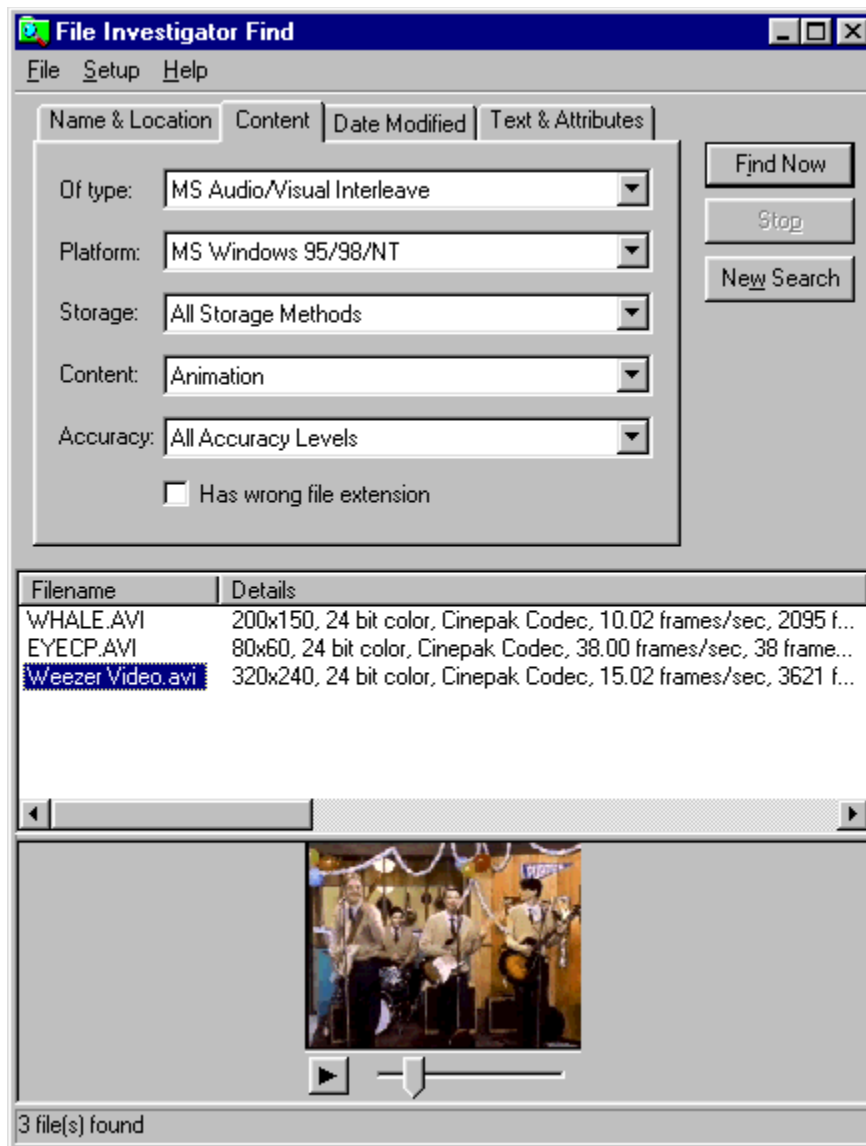 File Investigator Find
File Setup Help
Name & Location Content Date Modified Text & Attributes
Find Now
Of type: MS Audio/Visual Interleave
Stop
Platform: MS Windows 95/98/NT
New Search
Storage: All Storage Methods
Content: Animation
Accuracy: All Accuracy Levels
Has wrong file extension
Filename Details
WHALE.AVI 200x150, 24 bit color, Cinepak Codec, 10.02 frames/sec, 2095 f...
EYECP.AVI 80x60, 24 bit color, Cinepak Codec, 38.00 frames/sec, 38 frame...
Weezer Video.avi 320x240, 24 bit color, Cinepak Codec, 15.02 frames/sec, 3621 f...
3 file(s) found